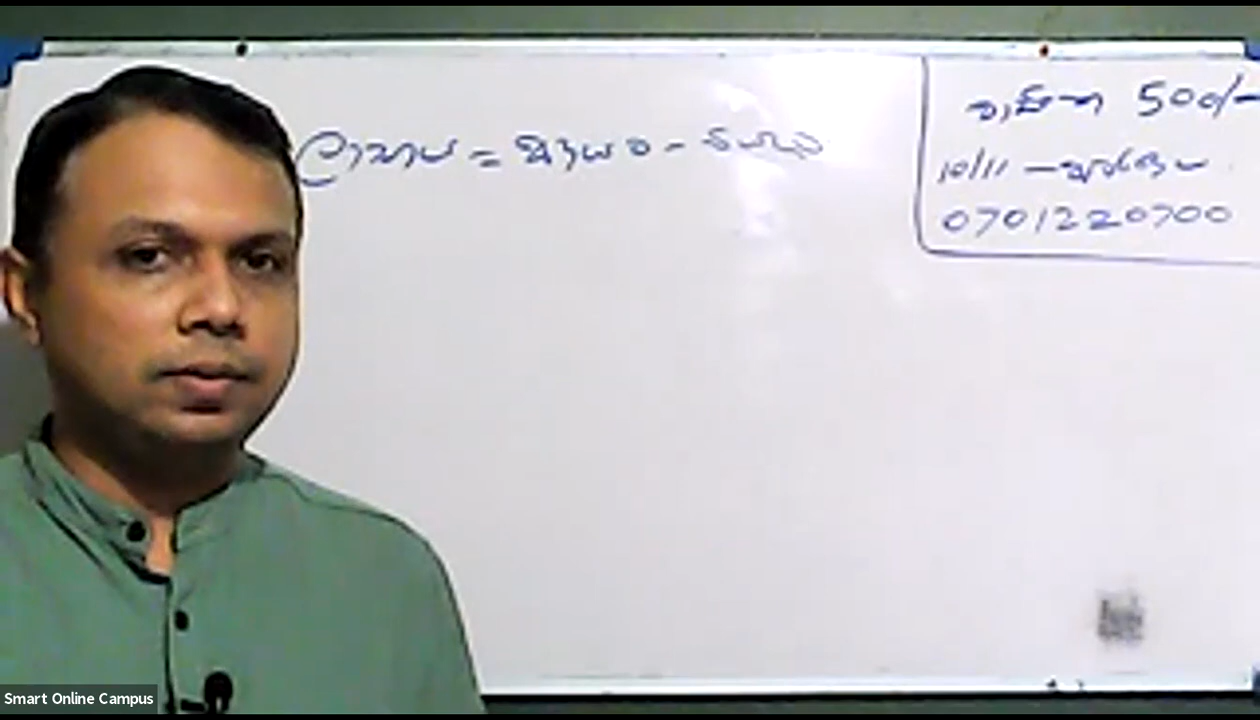 ලාභය = ආදායම - වියදම
500/-
10/11 -
0701220700
Smart Online Campus